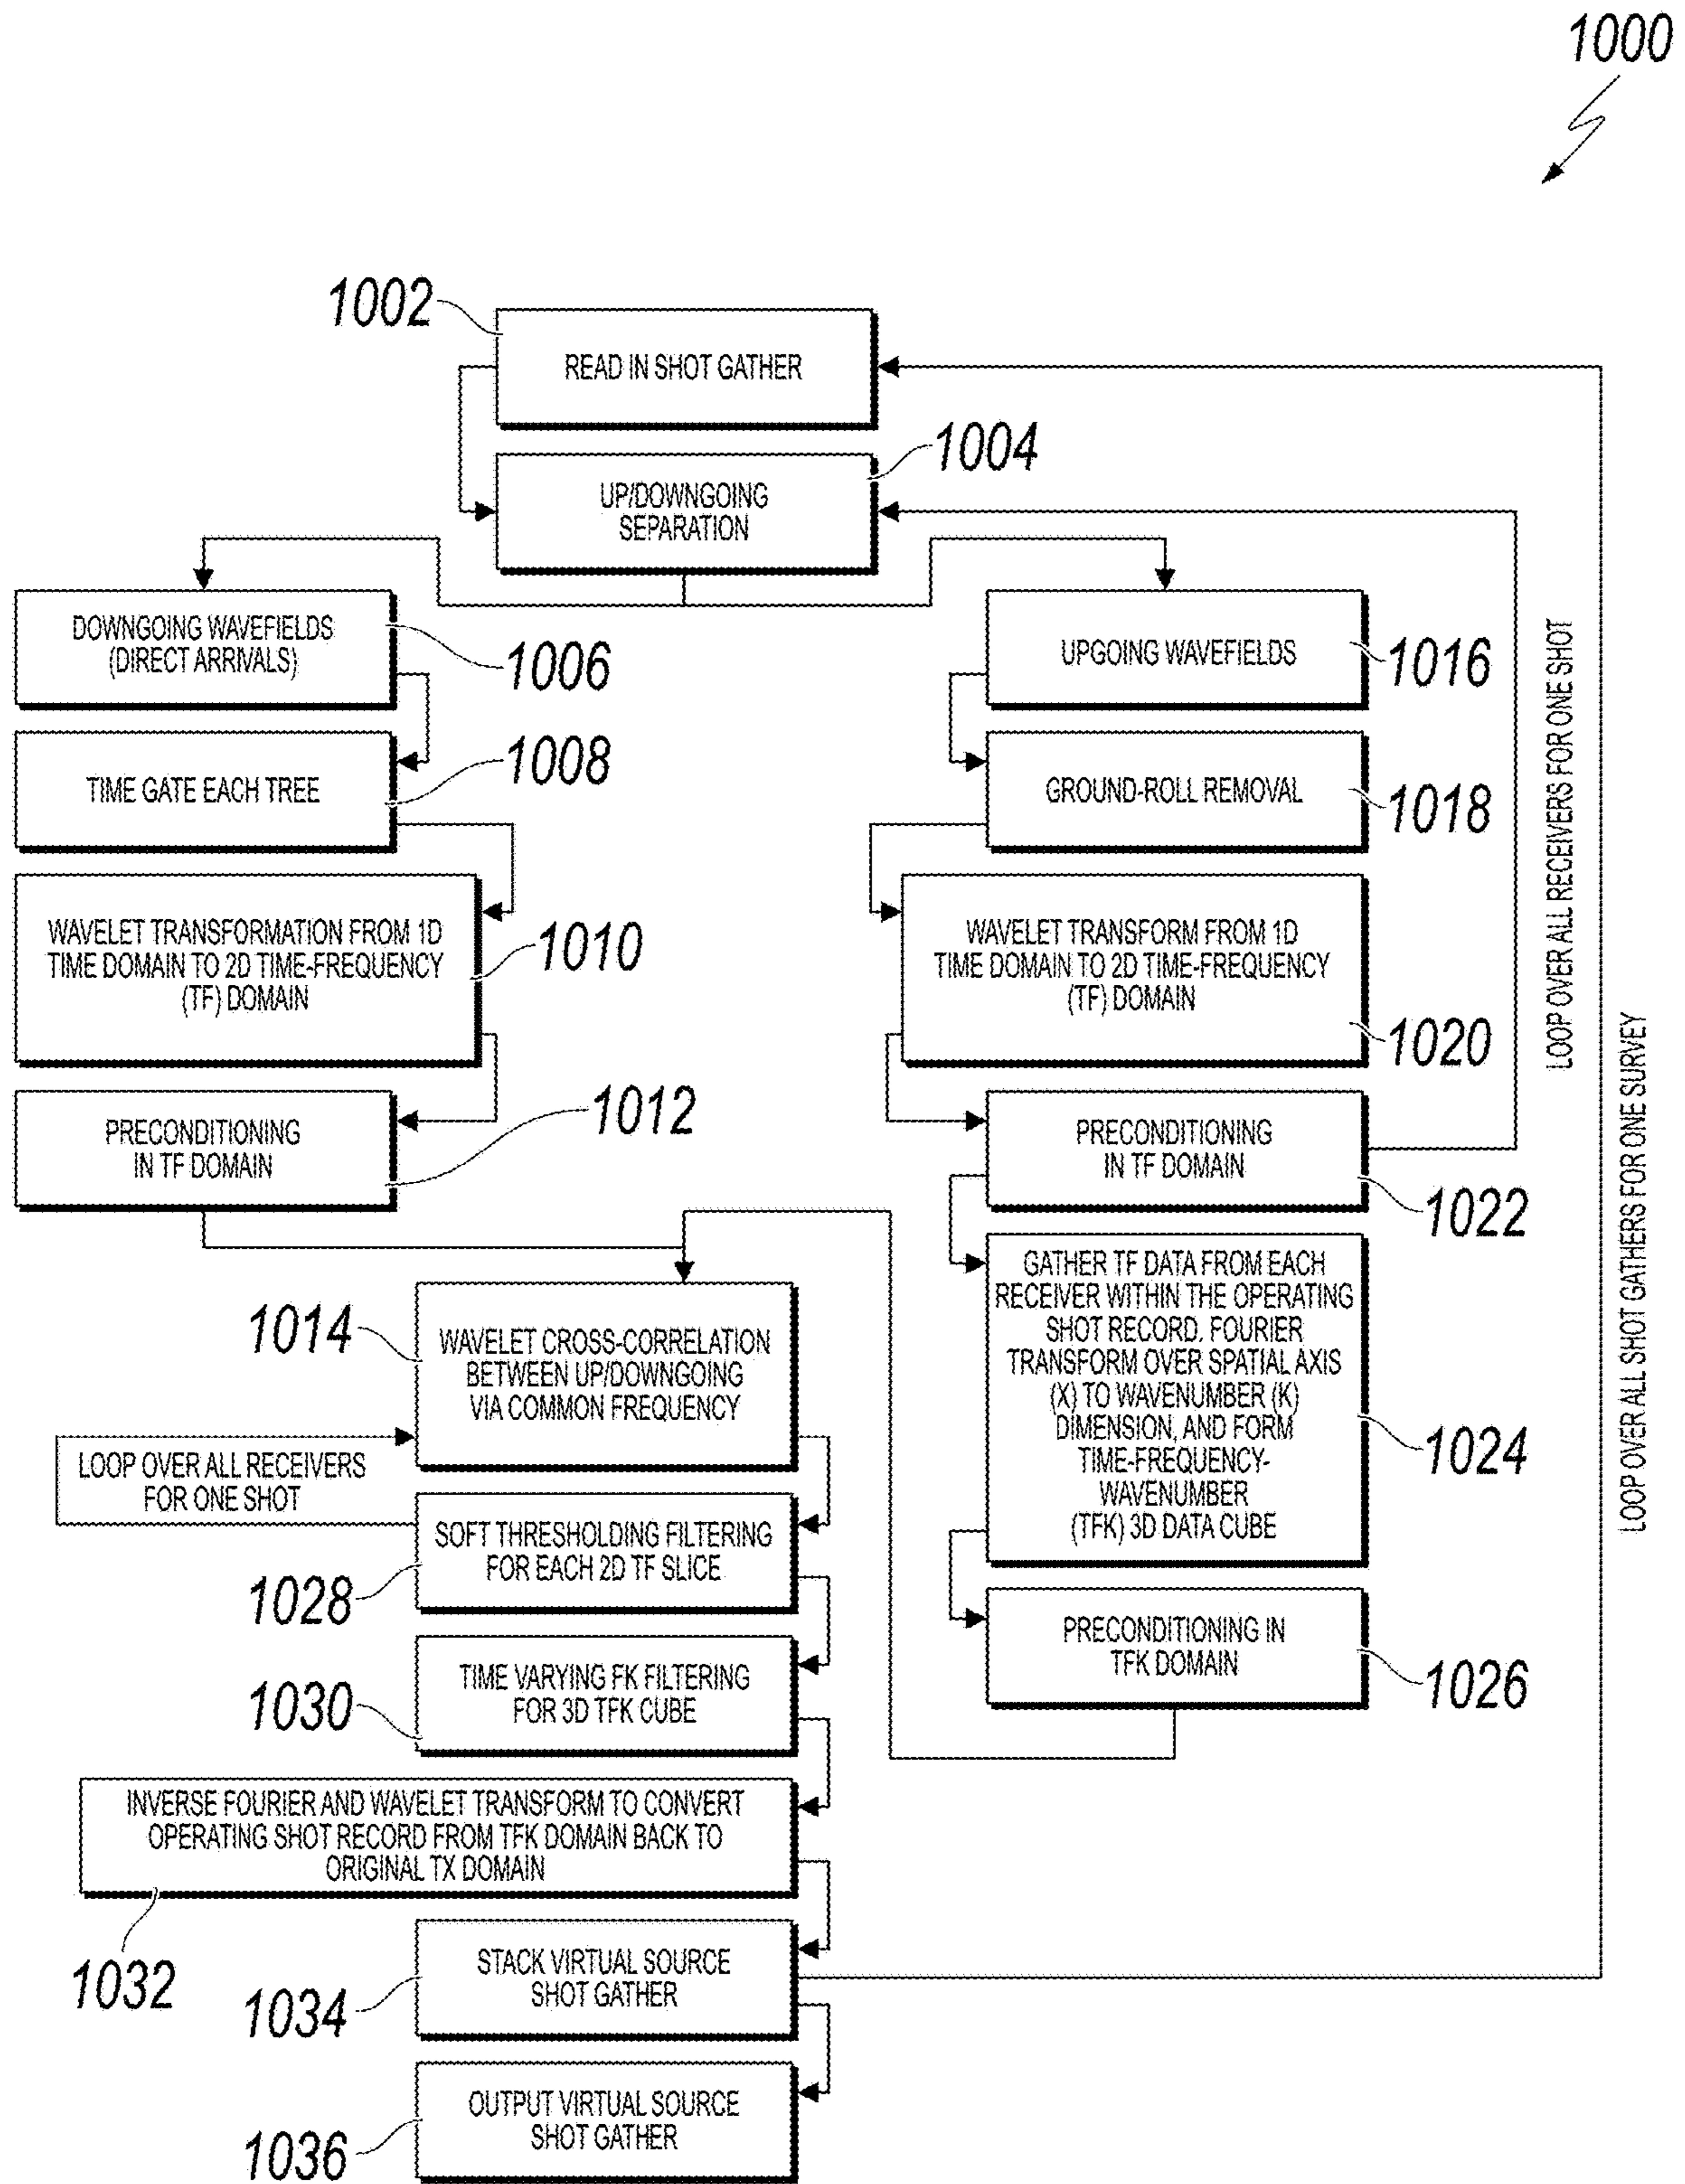 1000
1002
READ IN SHOT GATHER
1004
UP/DOWNGOING
SEPARATION
DOWNGOING WAVEFIELDS
(DIRECT ARRIVALS)
1006
TIME GATE EACH TREE
1008
WAVELET TRANSFORMATION FROM 1D
TIME DOMAIN TO 2D TIME-FREQUENCY
(TF) DOMAIN
1010
PRECONDITIONING
IN TF DOMAIN
1012
UPGOING WAVEFIELDS
1016
GROUND-ROLL REMOVAL
1018
WAVELET TRANSFORM FROM 1D
TIME DOMAIN TO 2D TIME-FREQUENCY
(TF) DOMAIN
1020
PRECONDITIONING
IN TF DOMAIN
1022
GATHER TF DATA FROM EACH
RECEIVER WITHIN THE OPERATING
SHOT RECORD, FOURIER
TRANSFORM OVER SPATIAL AXIS
(X) TO WAVENUMBER (K)
DIMENSION, AND FORM
TIME-FREQUENCY-
WAVENUMBER
(TFK) 3D DATA CUBE
1024
PRECONDITIONING IN
TFK DOMAIN
1026
LOOP OVER ALL RECEIVERS FOR ONE SHOT
LOOP OVER ALL SHOT GATHERS FOR ONE SURVEY
1014
WAVELET CROSS-CORRELATION
BETWEEN UP/DOWNGOING
VIA COMMON FREQUENCY
LOOP OVER ALL RECEIVERS
FOR ONE SHOT
SOFT THRESHOLDING FILTERING
FOR EACH 2D TF SLICE
1028
TIME VARYING FK FILTERING
FOR 3D TFK CUBE
1030
INVERSE FOURIER AND WAVELET TRANSFORM TO CONVERT
OPERATING SHOT RECORD FROM TFK DOMAIN BACK TO
ORIGINAL TX DOMAIN
1032
STACK VIRTUAL SOURCE
SHOT GATHER
1034
OUTPUT VIRTUAL SOURCE
SHOT GATHER
1036